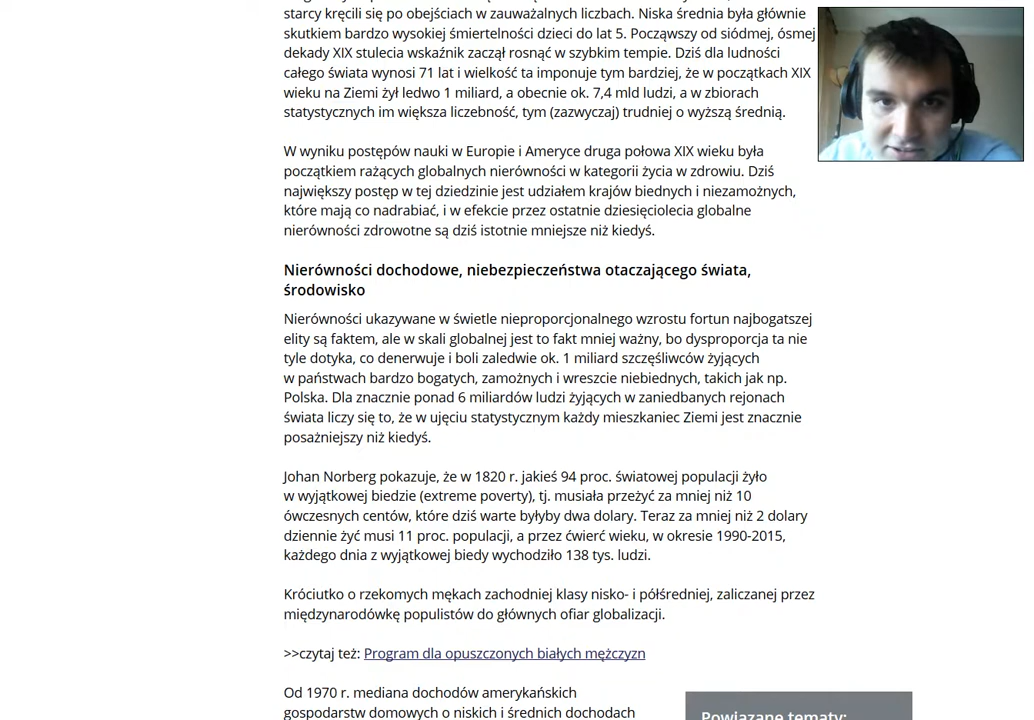 starcy kręcili się po obejściach w zauważalnych liczbach. Niska średnia była głównie
skutkiem bardzo wysokiej śmiertelności dzieci do lat 5. Począwszy od siódmej, ósmej
dekady XIX stulecia wskaźnik zaczął rosnąć w szybkim tempie. Dziś dla ludności
całego świata wynosi 71 lat i wielkość ta imponuje tym bardziej, że w początkach XIX
wieku na Ziemi żył ledwo 1 miliard, a obecnie ok. 7,4 mld ludzi, a w zbiorach
statystycznych im większa liczebność, tym (zazwyczaj) trudniej o wyższą średnią.
W wyniku postępów nauki w Europie i Ameryce druga połowa XIX wieku była
początkiem rażących globalnych nierówności w kategorii życia w zdrowiu. Dziś
największy postęp w tej dziedzinie jest udziałem krajów biednych i niezamożnych,
które mają co nadrabiać, i w efekcie przez ostatnie dziesięciolecia globalne
nierówności zdrowotne są dziś istotnie mniejsze niż kiedyś.
Nierówności dochodowe, niebezpieczeństwa otaczającego świata,
środowisko
Nierówności ukazywane w świetle nieproporcjonalnego wzrostu fortun najbogatszej
elity są faktem, ale w skali globalnej jest to fakt mniej ważny, bo dysproporcja ta nie
tyle dotyka, co denerwuje i boli zaledwie ok. 1 miliard szczęśliwców żyjących
w państwach bardzo bogatych, zamożnych i wreszcie niebiednych, takich jak np.
Polska. Dla znacznie ponad 6 miliardów ludzi żyjących w zaniedbanych rejonach
świata liczy się to, że w ujęciu statystycznym każdy mieszkaniec Ziemi jest znacznie
posażniejszy niż kiedyś.
Johan Norberg pokazuje, że w 1820 r. jakieś 94 proc. światowej populacji żyło
w wyjątkowej biedzie (extreme poverty), tj. musiała przeżyć za mniej niż 10
ówczesnych centów, które dziś warte byłyby dwa dolary. Teraz za mniej niż 2 dolary
dziennie żyć musi 11 proc. populacji, a przez ćwierć wieku, w okresie 1990-2015,
każdego dnia z wyjątkowej biedy wychodziło 138 tys. ludzi.
Króciutko o rzekomych mękach zachodniej klasy nisko- i półśredniej, zaliczanej przez
międzynarodówkę populistów do głównych ofiar globalizacji.
>>czytaj też: Program dla opuszczonych białych mężczyzn
Od 1970 r. mediana dochodów amerykańskich
gospodarstw domowych o niskich i średnich dochodach
Powiązane tematy: